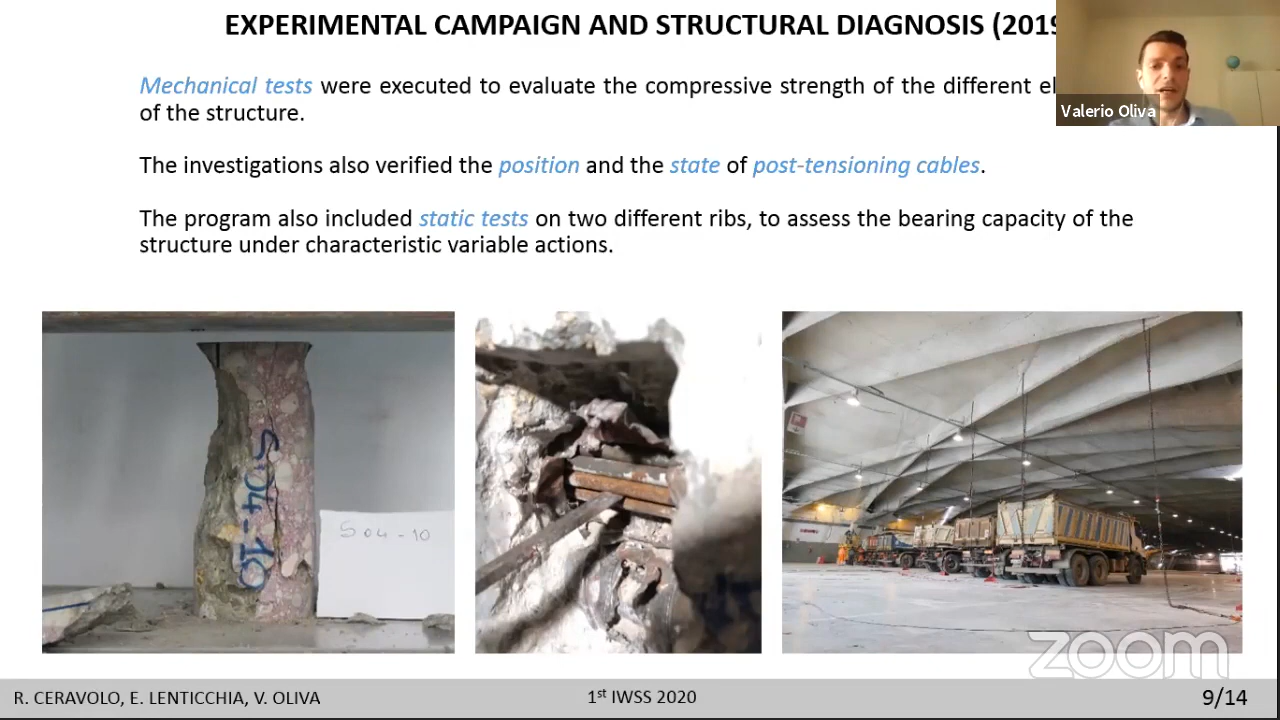 EXPERIMENTAL CAMPAIGN AND STRUCTURAL DIAGNOSIS (2019
Valerio Oliva
Mechanical tests were executed to evaluate the compressive strength of the different
of the structure.
The investigations also verified the position and the state of post-tensioning cables.
The program also included static tests on two different ribs, to assess the bearing capacity of the
structure under characteristic variable actions.
S04-10
S04-10
zoom
R. CERAVOLO, E. LENTICCHIA, V. OLIVA
1st IWSS 2020
9/14